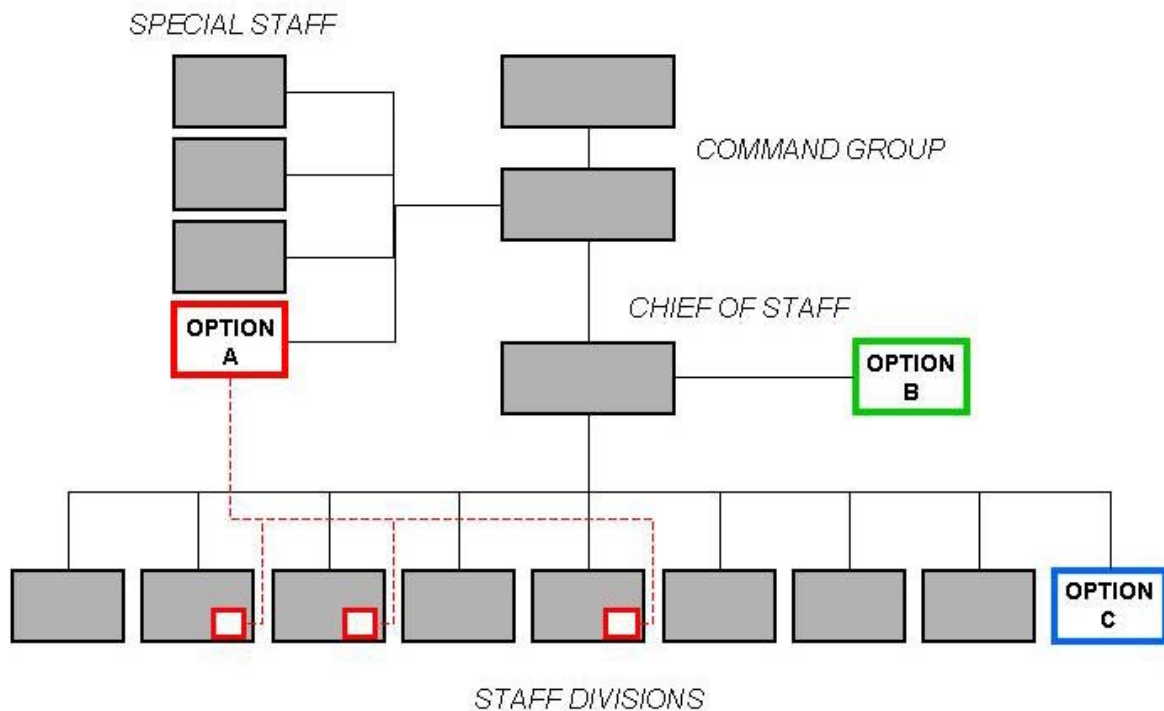 SPECIAL STAFF
COMMAND GROUP
OPTION
A
CHIEF OF STAFF
OPTION
B
OPTION
C
STAFF DIVISIONS